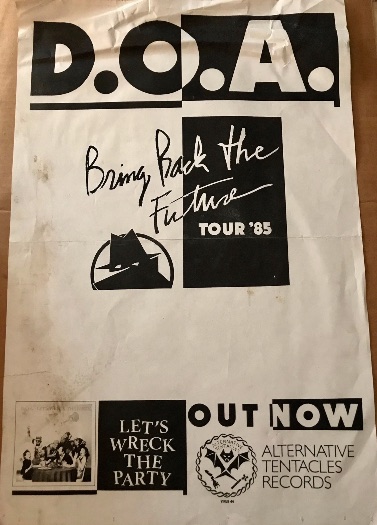 D.O.A.
Bring Back the
Future
TOUR '85
OUT NOW
LET'S
WRECK
THE
PARTY
ALTERNATIVE
TENTACLES
RECORDS